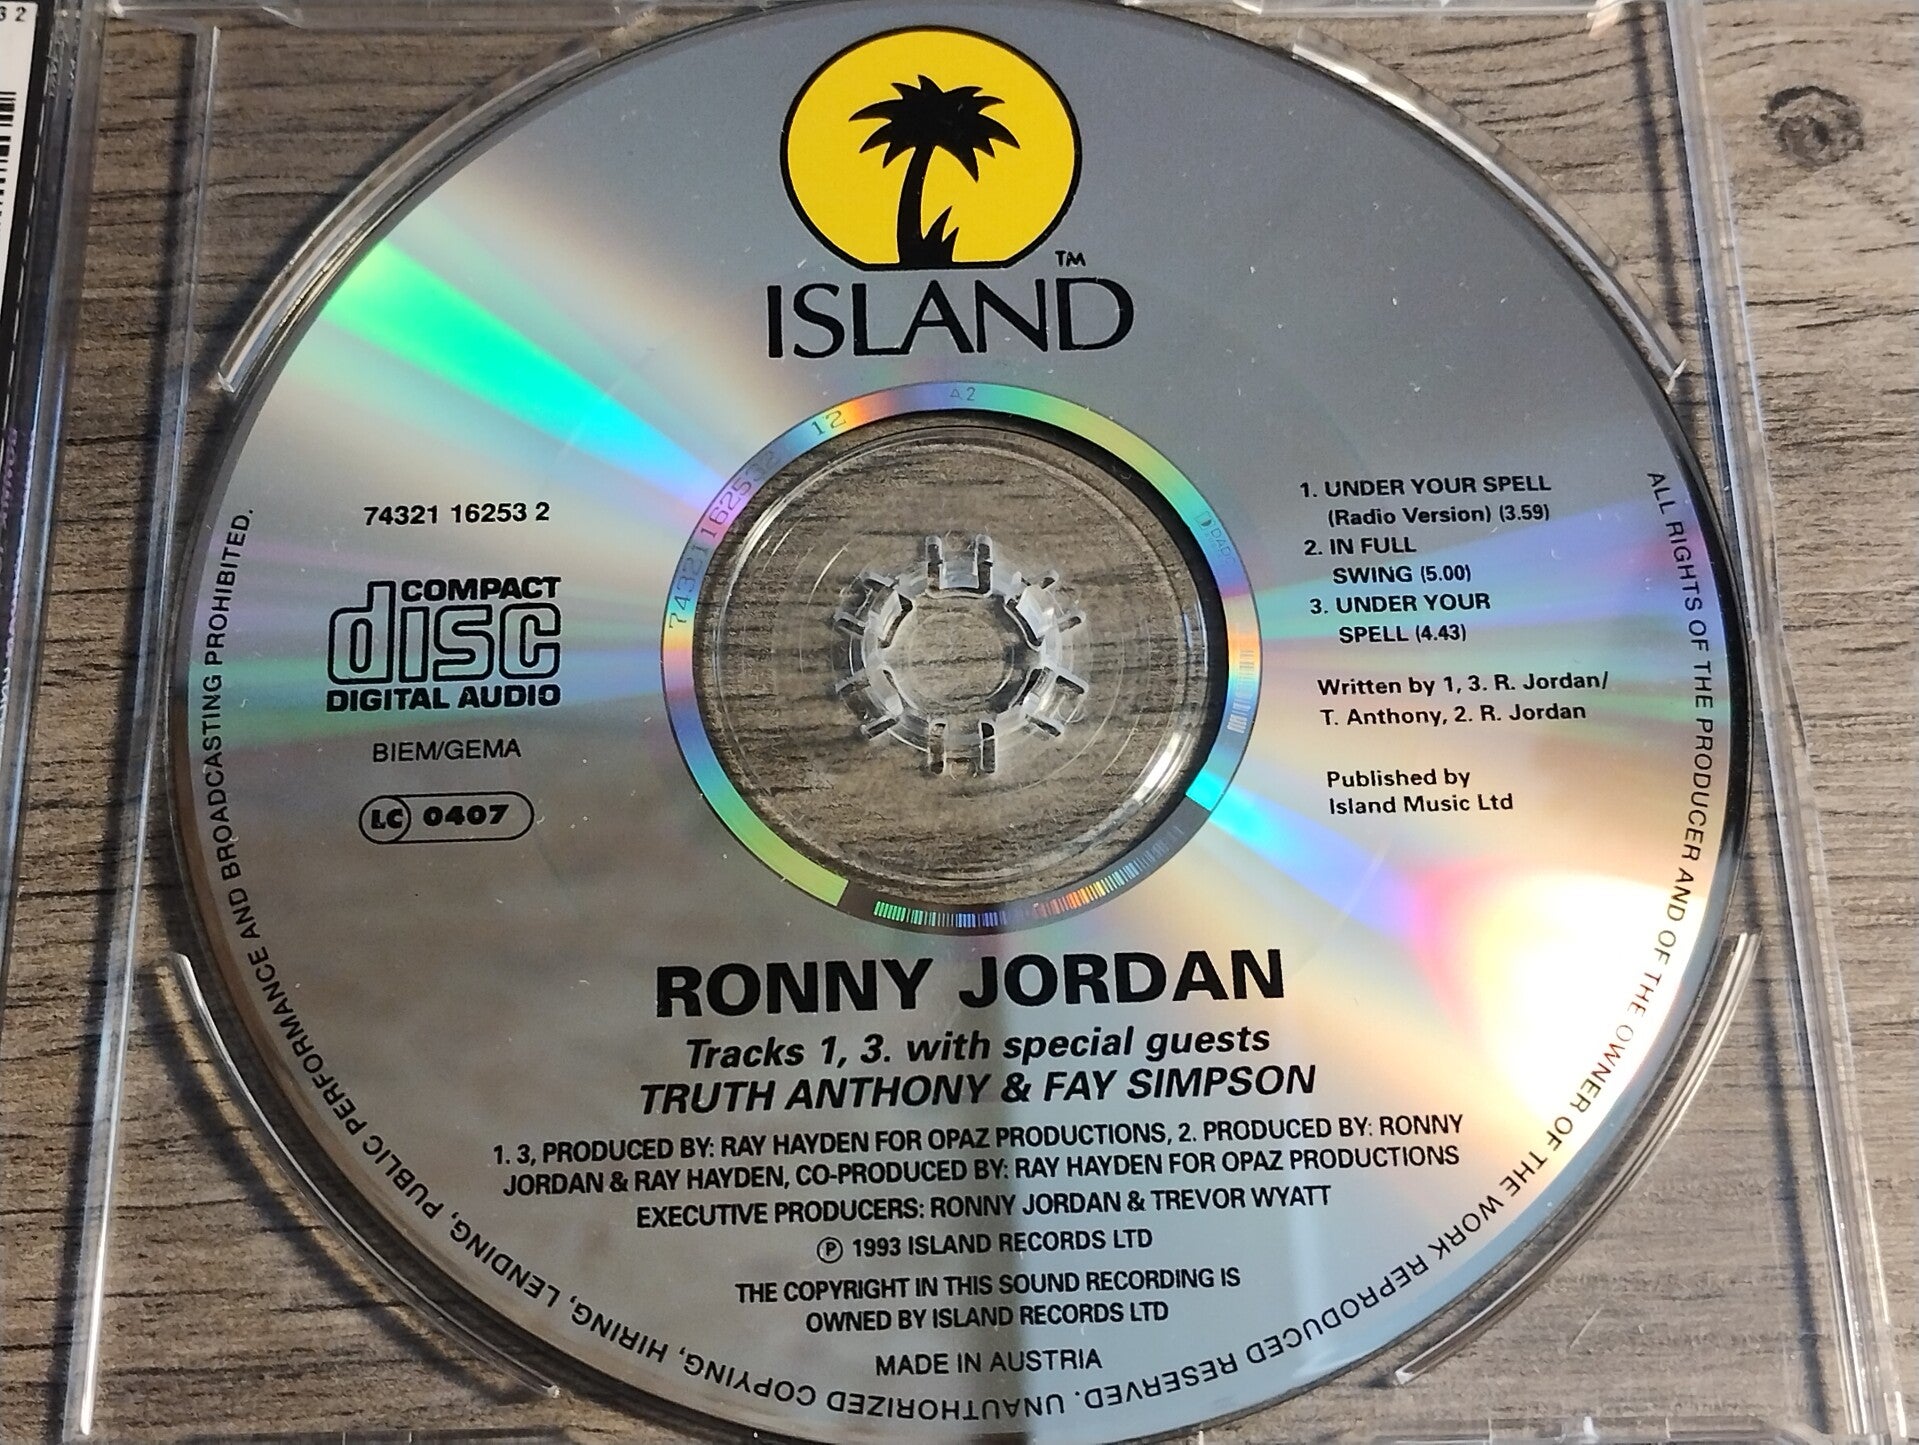 TM
ISLAND
74321 16253 2
COMPACT
disc
DIGITAL AUDIO
BIEM/GEMA
LC 0407
1. UNDER YOUR SPELL
(Radio Version) (3.59)
2. IN FULL
SWING (5.00)
3. UNDER YOUR
SPELL (4.43)
Written by 1, 3. R. Jordan/
T. Anthony, 2. R. Jordan
Published by
Island Music Ltd
74321162532 12
A2
DADC
RONNY JORDAN
Tracks 1, 3. with special guests
TRUTH ANTHONY & FAY SIMPSON
1. 3, PRODUCED BY: RAY HAYDEN FOR OPAZ PRODUCTIONS, 2. PRODUCED BY: RONNY
JORDAN & RAY HAYDEN, CO-PRODUCED BY: RAY HAYDEN FOR OPAZ PRODUCTIONS
EXECUTIVE PRODUCERS: RONNY JORDAN & TREVOR WYATT
Ⓟ 1993 ISLAND RECORDS LTD
THE COPYRIGHT IN THIS SOUND RECORDING IS
OWNED BY ISLAND RECORDS LTD
MADE IN AUSTRIA
ALL RIGHTS OF THE PRODUCER AND OF THE OWNER OF THE WORK REPRODUCED RESERVED. UNAUTHORIZED COPYING, HIRING, LENDING, PUBLIC PERFORMANCE AND BROADCASTING PROHIBITED.